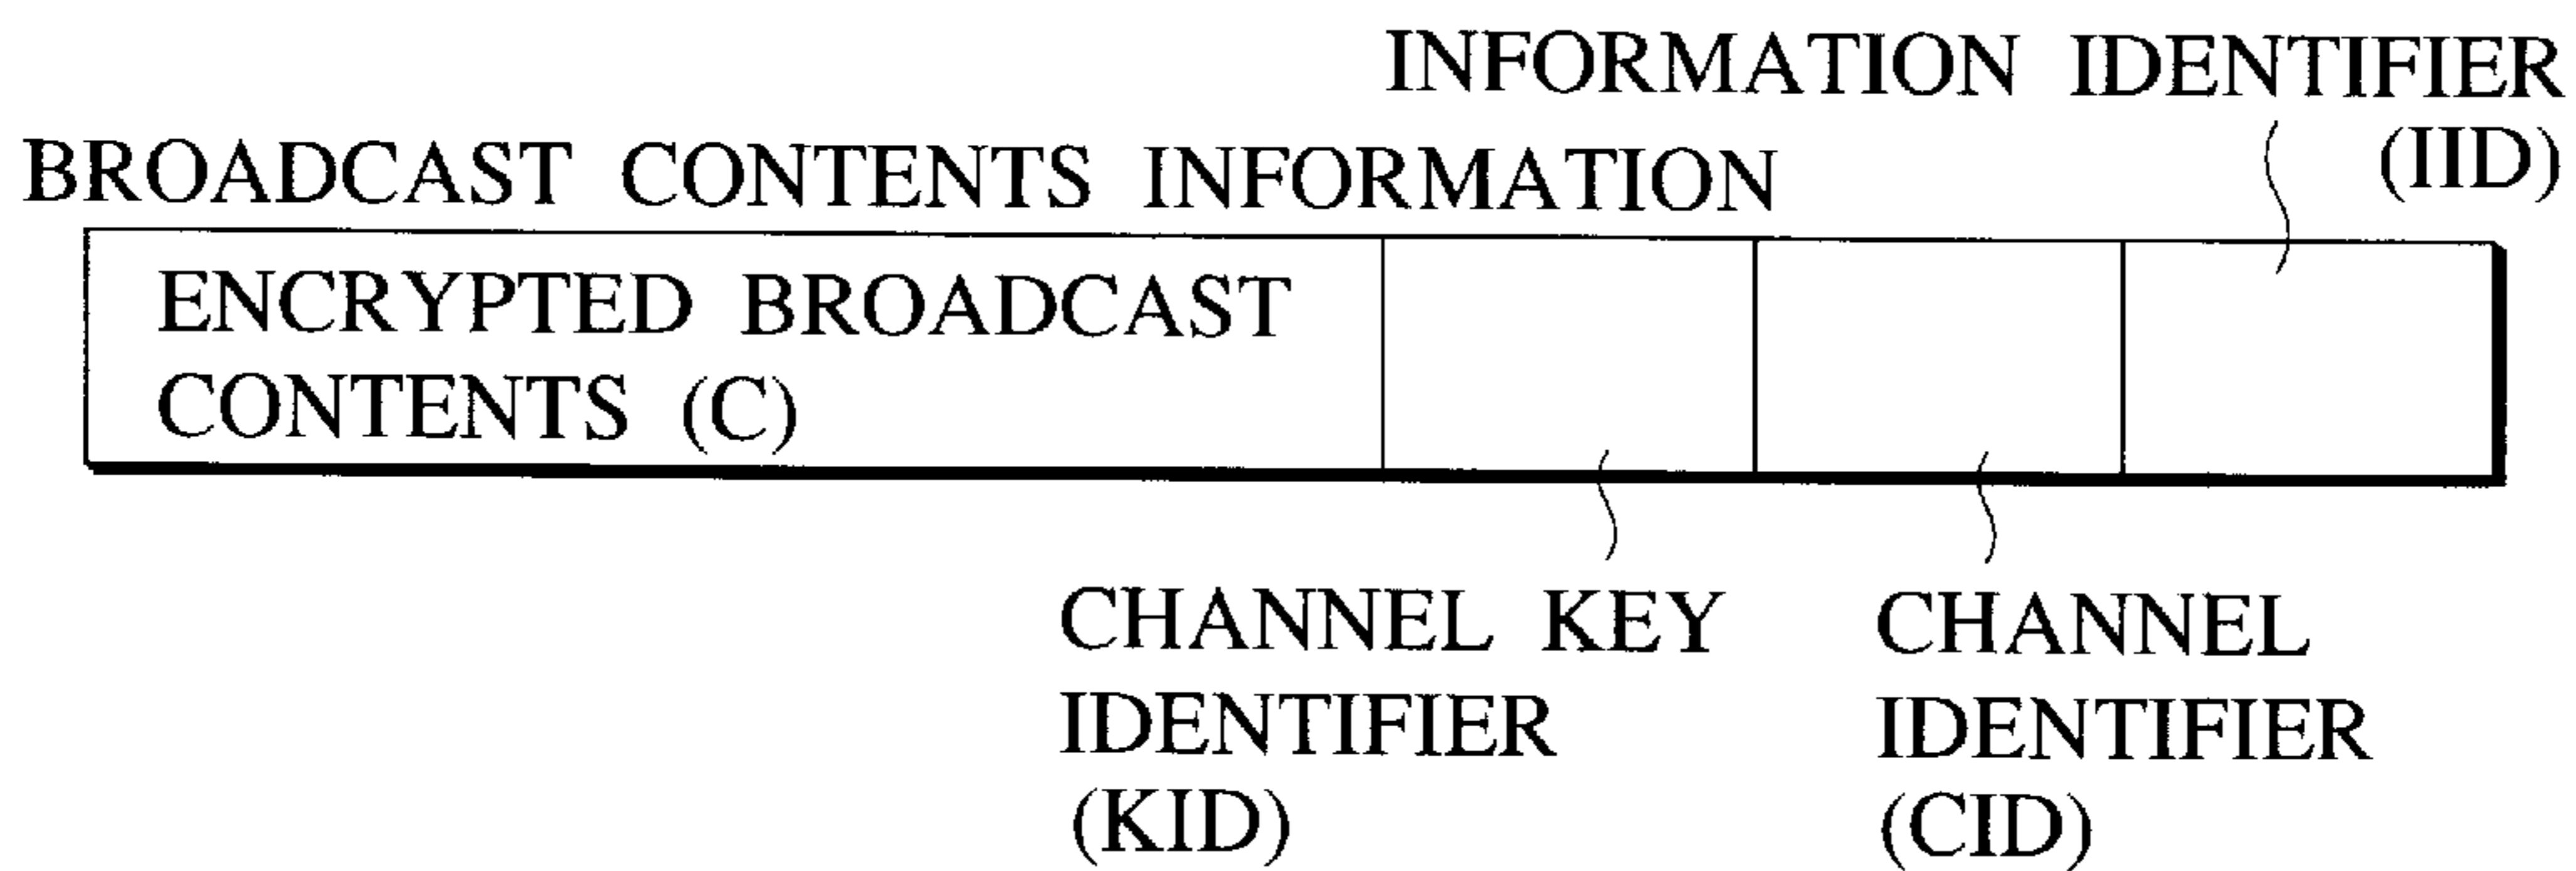 INFORMATION IDENTIFIER
(IID)
BROADCAST CONTENTS INFORMATION
ENCRYPTED BROADCAST
CONTENTS (C)
CHANNEL KEY
IDENTIFIER
(KID)
CHANNEL
IDENTIFIER
(CID)